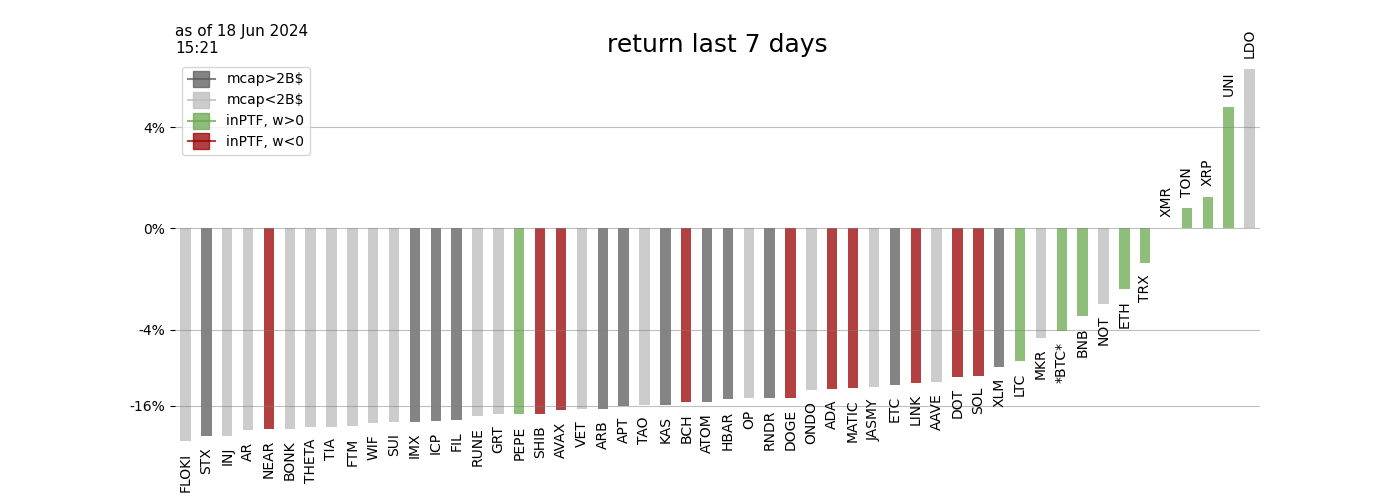 as of 18 Jun 2024
15:21
return last 7 days
mcap>2B$
mcap<2B$
inPTF, w>0
inPTF, w<0
4%
0%
-4%
-16%
FLOKI
STX
INJ
AR
NEAR
BONK
THETA
TIA
FTM
WIF
SUI
IMX
ICP
FIL
RUNE
GRT
PEPE
SHIB
AVAX
VET
ARB
APT
TAO
KAS
BCH
ATOM
HBAR
OP
RNDR
DOGE
ONDO
ADA
MATIC
JASMY
ETC
LINK
AAVE
DOT
SOL
XLM
LTC
MKR
*BTC*
BNB
NOT
ETH
TRX
XMR
TON
XRP
UNI
LDO